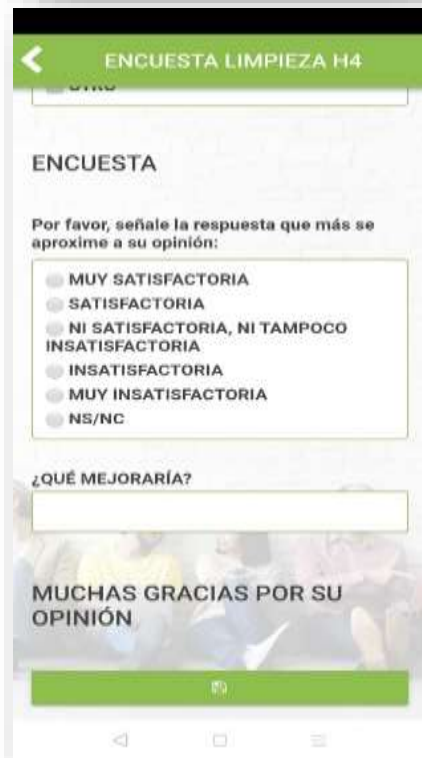 ENCUESTA LIMPIEZA H4
ENCUESTA
Por favor, señale la respuesta que más se
aproxime a su opinión:
MUY SATISFACTORIA
SATISFACTORIA
NI SATISFACTORIA, NI TAMPOCO
INSATISFACTORIA
INSATISFACTORIA
MUY INSATISFACTORIA
NS/NC
¿QUÉ MEJORARÍA?
MUCHAS GRACIAS POR SU
OPINIÓN